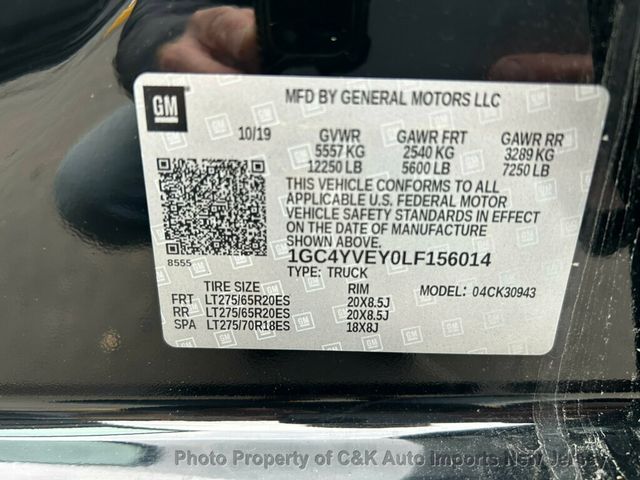 GM
MFD BY GENERAL MOTORS LLC
10/19 GVWR GAWR FRT GAWR RR
5557 KG 2540 KG 3289 KG
12250 LB 5600 LB 7250 LB
THIS VEHICLE CONFORMS TO ALL
APPLICABLE U.S. FEDERAL MOTOR
VEHICLE SAFETY STANDARDS IN EFFECT
ON THE DATE OF MANUFACTURE
SHOWN ABOVE.
8555
1GC4YVEY0LF156014
TYPE: TRUCK
TIRE SIZE RIM MODEL: 04CK30943
FRT LT275/65R20ES 20X8.5J
RR LT275/65R20ES 20X8.5J
SPA LT275/70R18ES 18X8J
Photo Property of C&K Auto Imports New Jersey